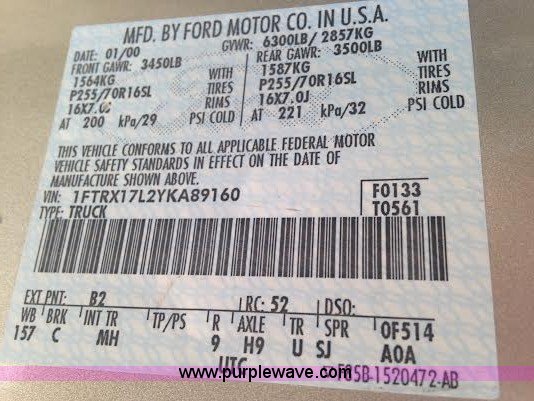 MFD. BY FORD MOTOR CO. IN U.S.A.
DATE: 01/00 GVWR: 6300LB/ 2857KG
FRONT GAWR: 3450LB REAR GAWR: 3500LB
1564KG WITH 1587KG WITH
P255/70R16SL TIRES P255/70R16SL TIRES
16X7.0J RIMS 16X7.0J RIMS
AT 200 kPa/29 PSI COLD AT 221 kPa/32 PSI COLD
THIS VEHICLE CONFORMS TO ALL APPLICABLE FEDERAL MOTOR
VEHICLE SAFETY STANDARDS IN EFFECT ON THE DATE OF
MANUFACTURE SHOWN ABOVE.
VIN: 1FTRX17L2YKA89160 F0133
TYPE: TRUCK T0561
EXT PNT: B2 RC: 52 DSO:
WB BRK INT TR TP/PS R AXLE TR SPR 0F514
157 C MH 9 H9 U SJ A0A
UTC
www.purplewave.com
1520472-AB